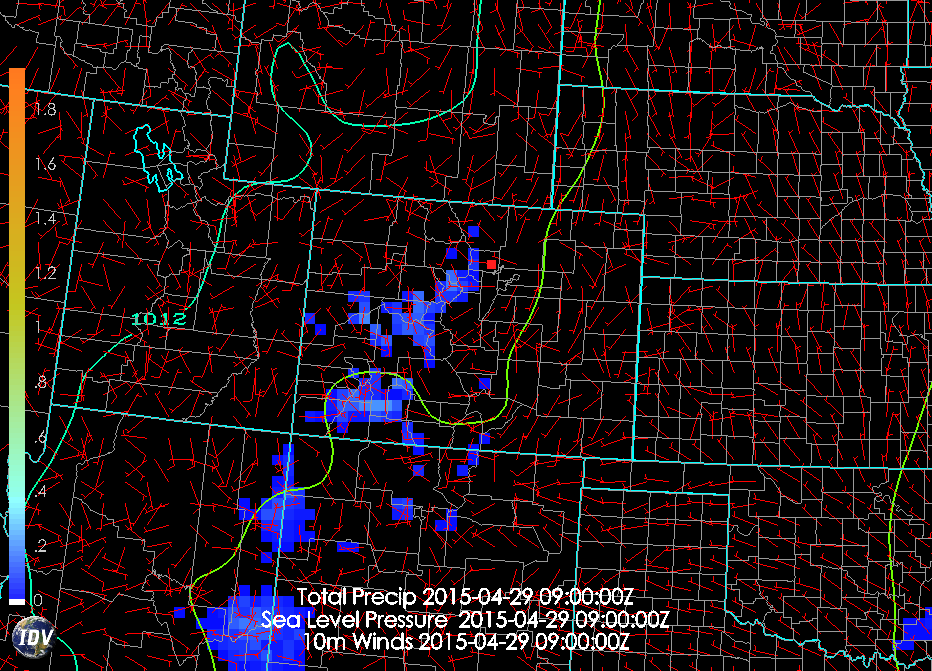 1.8
1.6
1.4
1.2
1
.8
.6
.4
.2
0
1012
Total Precip 2015-04-29 09:00:00Z
Sea Level Pressure 2015-04-29 09:00:00Z
10m Winds 2015-04-29 09:00:00Z
IDV